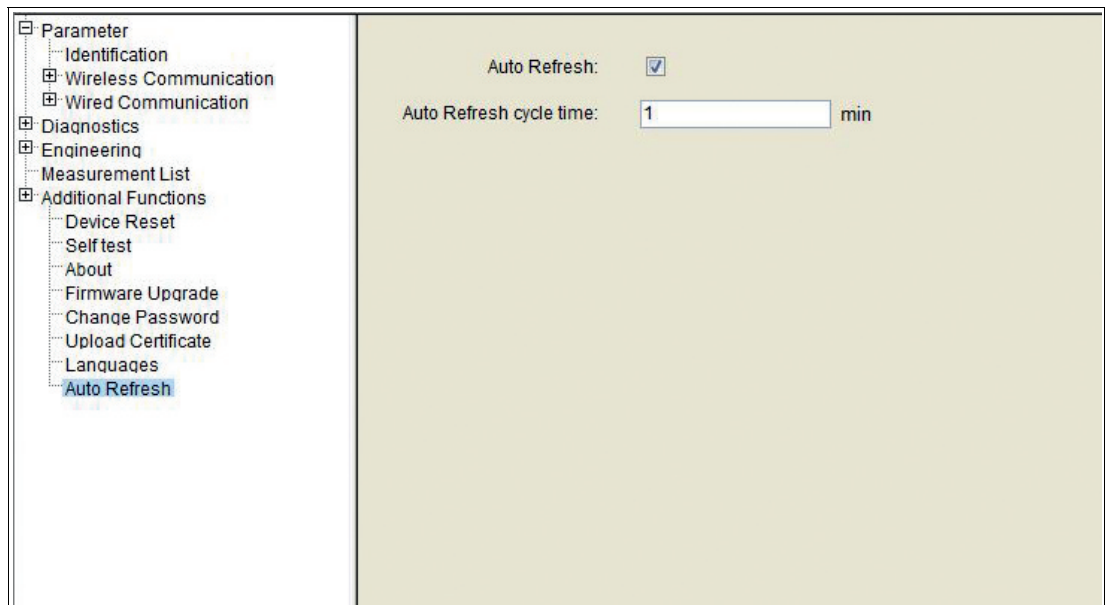 Parameter
Identification
Wireless Communication
Wired Communication
Diagnostics
Engineering
Measurement List
Additional Functions
Device Reset
Self test
About
Firmware Upgrade
Change Password
Upload Certificate
Languages
Auto Refresh
Auto Refresh:
Auto Refresh cycle time: 1 min